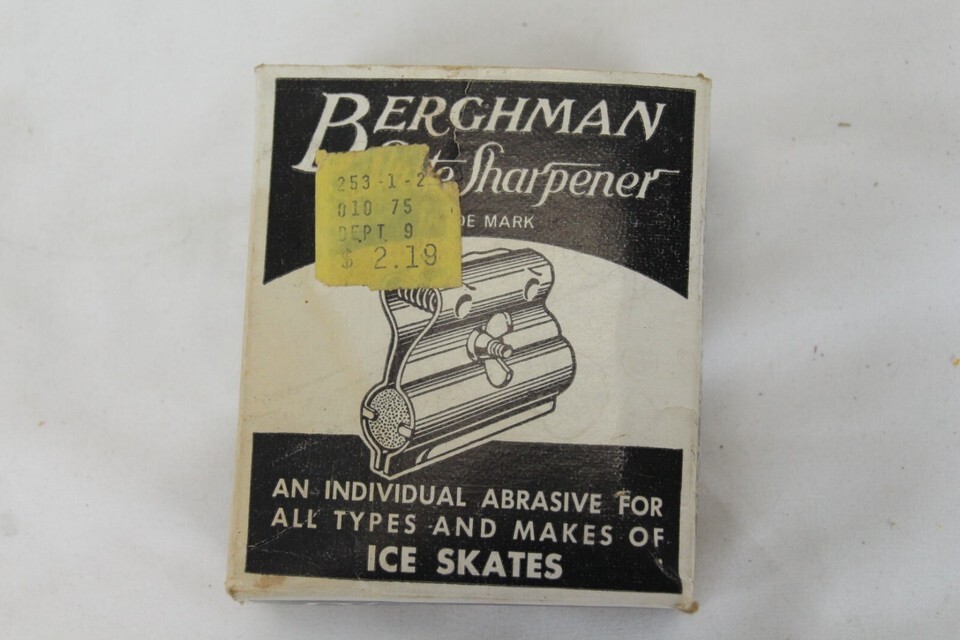 BERGHMAN
Sharpener
MARK
253-1-2
010 75
DEPT 9
$ 2.19
AN INDIVIDUAL ABRASIVE FOR
ALL TYPES AND MAKES OF
ICE SKATES